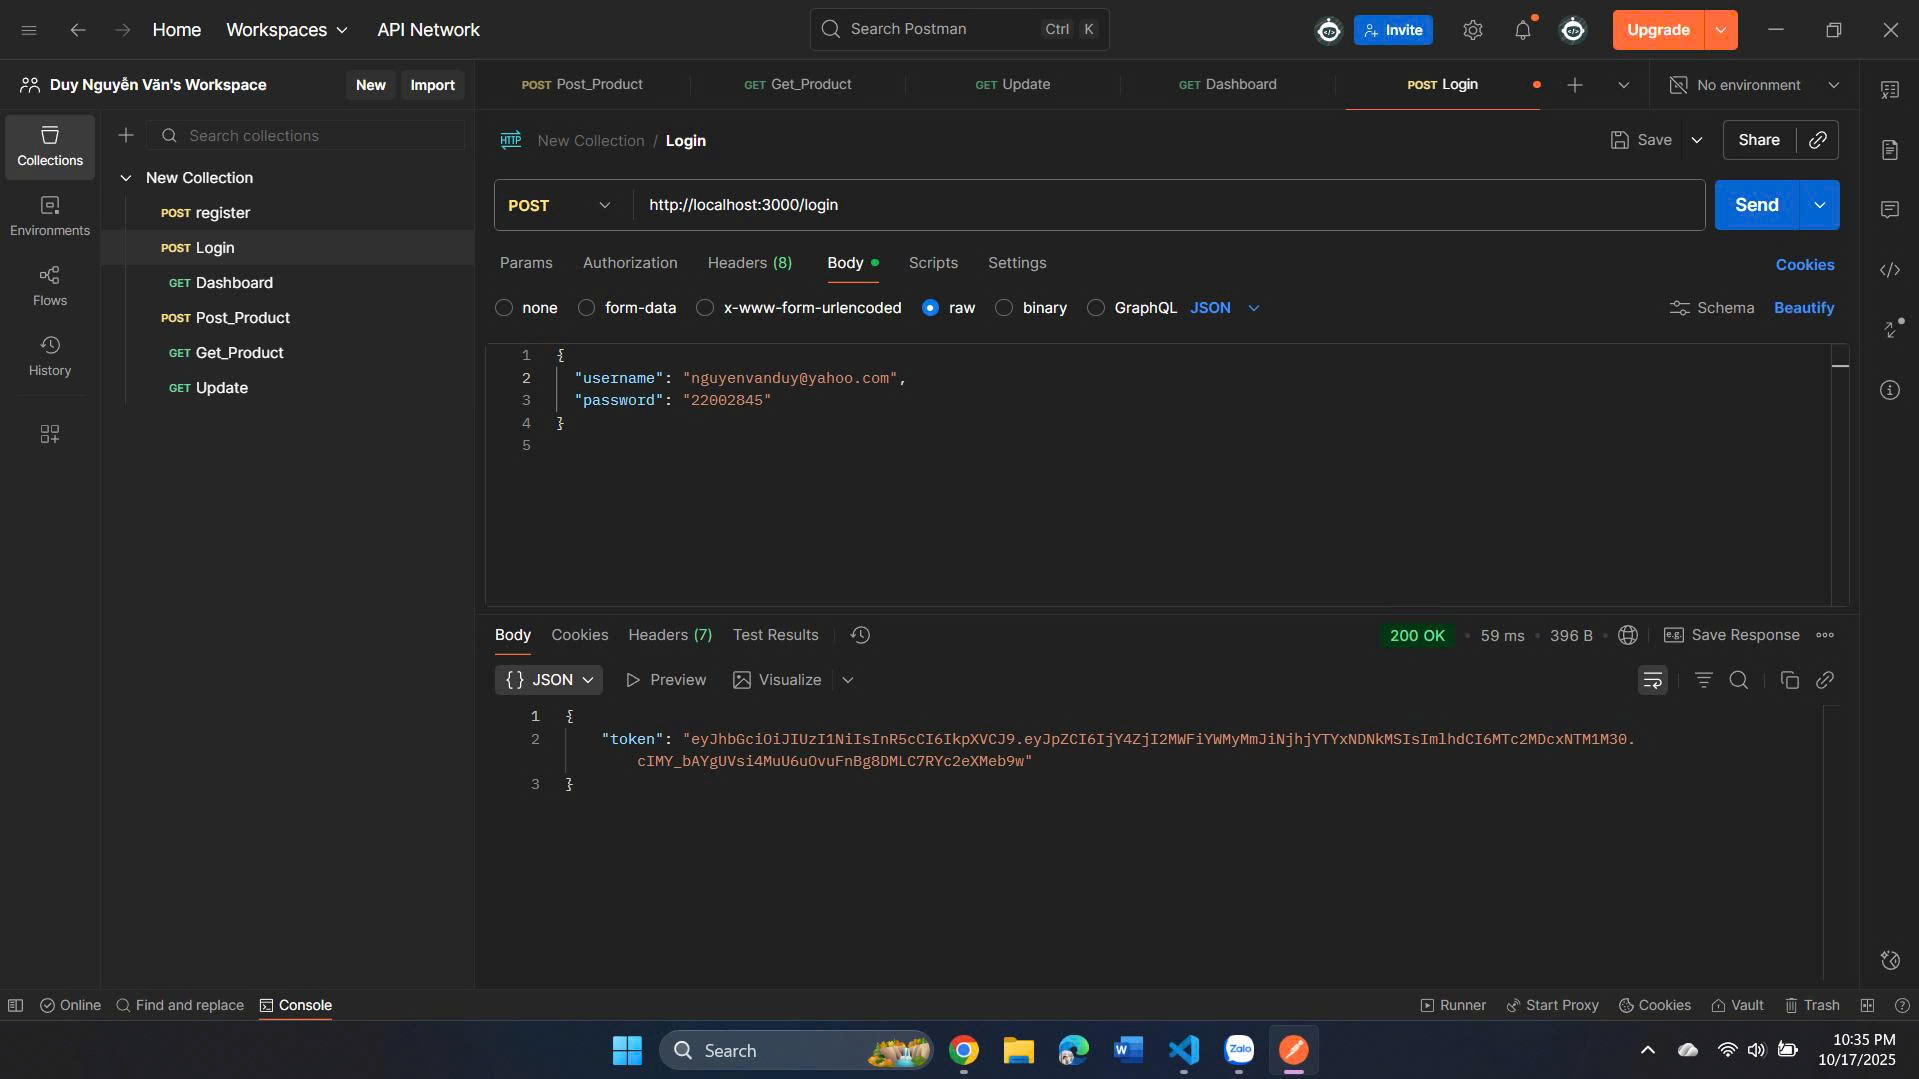 Home
Workspaces
API Network
Search Postman
Ctrl K
Invite
Upgrade
Duy Nguyễn Văn's Workspace
New
Import
POST Post_Product
GET Get_Product
GET Update
GET Dashboard
POST Login
No environment
Collections
Environments
Flows
History
Search collections
New Collection
POST register
POST Login
GET Dashboard
POST Post_Product
GET Get_Product
GET Update
HTTP New Collection / Login
Save
Share
POST
http://localhost:3000/login
Send
Params
Authorization
Headers (8)
Body
Scripts
Settings
Cookies
none
form-data
x-www-form-urlencoded
raw
binary
GraphQL
JSON
Schema
Beautify
1 {
2 "username": "nguyenvanduy@yahoo.com",
3 "password": "22002845"
4 }
5
Body
Cookies
Headers (7)
Test Results
200 OK
59 ms
396 B
e.g. Save Response
{} JSON
Preview
Visualize
1 {
2 "token": "eyJhbGciOiJIUzI1NiIsInR5cCI6IkpXVCJ9.eyJpZCI6IjY4ZjI2MWFiYWMyMmJiNjhjYTYxNDNkMSIsImlhdCI6MTc2MDcxNTM1M30.
cIMY_bAYgUVsi4MuU6uOvuFnBg8DMLC7RYc2eXMeb9w"
3 }
Online
Find and replace
Console
Runner
Start Proxy
Cookies
Vault
Trash
Search
Zalo
10:35 PM
10/17/2025